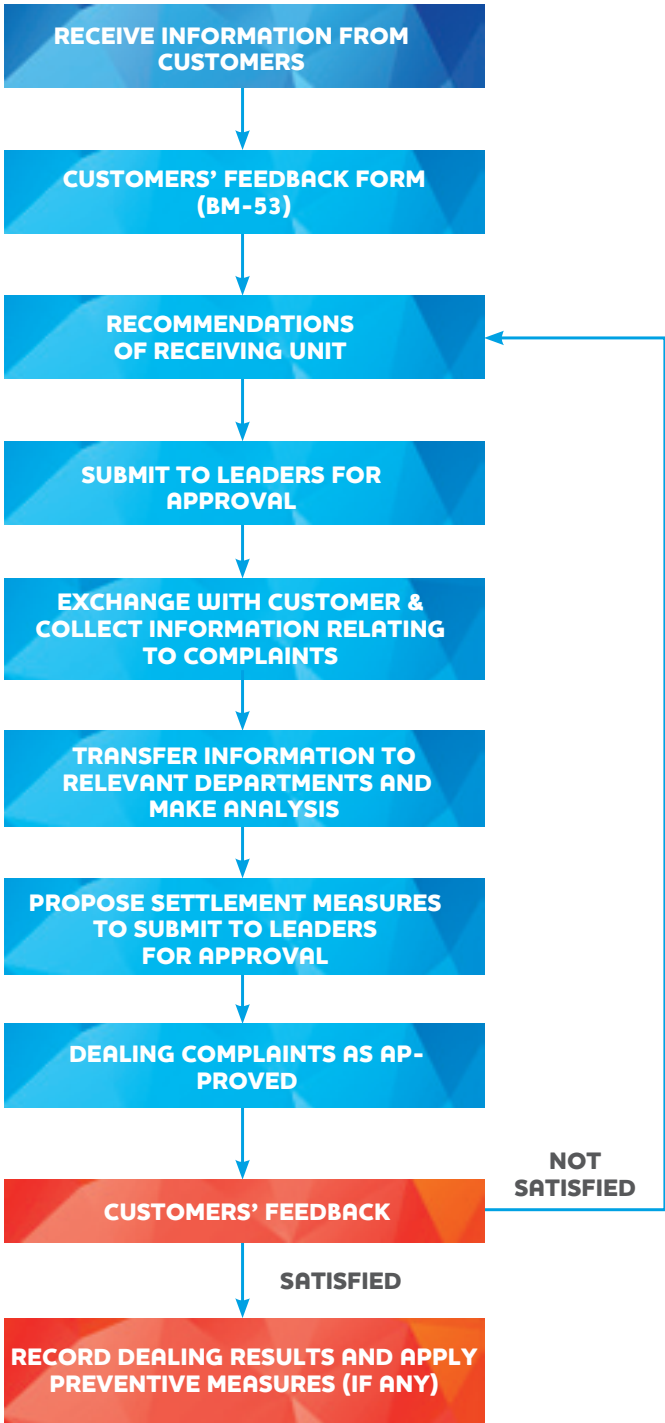 RECEIVE INFORMATION FROM
CUSTOMERS
CUSTOMERS' FEEDBACK FORM
(BM-53)
RECOMMENDATIONS
OF RECEIVING UNIT
SUBMIT TO LEADERS FOR
APPROVAL
EXCHANGE WITH CUSTOMER &
COLLECT INFORMATION RELATING
TO COMPLAINTS
TRANSFER INFORMATION TO
RELEVANT DEPARTMENTS AND
MAKE ANALYSIS
PROPOSE SETTLEMENT MEASURES
TO SUBMIT TO LEADERS
FOR APPROVAL
DEALING COMPLAINTS AS AP-
PROVED
NOT
SATISFIED
CUSTOMERS' FEEDBACK
SATISFIED
RECORD DEALING RESULTS AND APPLY
PREVENTIVE MEASURES (IF ANY)